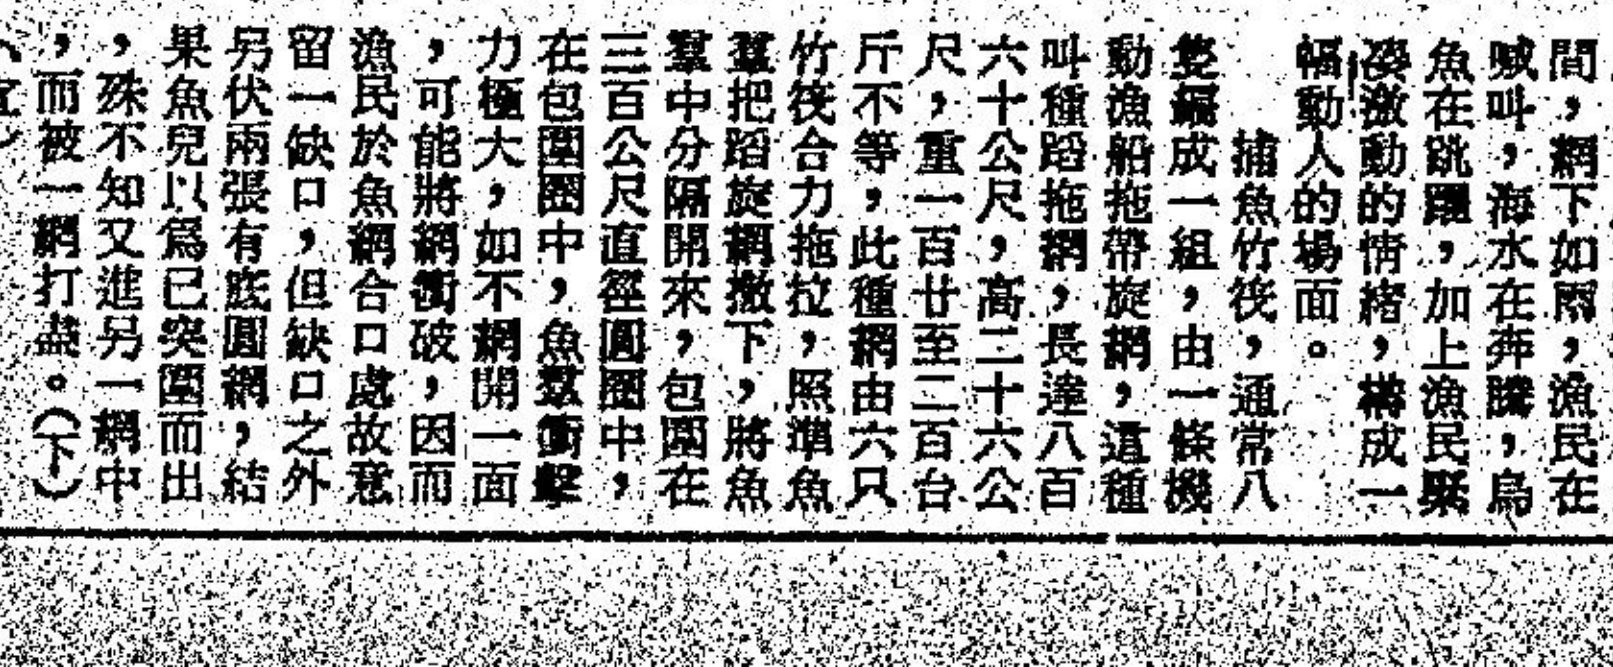 間，網下如雨，漁民在
喊叫，海水在奔騰，烏
魚在跳躍，加上漁民緊
湊激動的情緒，構成一
幅動人的場面。
捕魚竹筏，通常八
隻編成一組，由一條機
動漁船拖帶旋網，這種
叫種蹈拖網，長達八百
六十公尺，高二十六公
尺，重一百廿至二百台
斤不等，此種網由六只
竹筏合力拖拉，照準魚
羣把蹈旋網撒下，將魚
羣中分隔開來，包圍在
三百公尺直徑圓圈中，
在包圍圈中，魚羣衝擊
力極大，如不網開一面
，可能將網衝破，因而
漁民於魚網合口處故意
留一缺口，但缺口之外
另伏兩張有底圓網，結
果魚兒以爲已突圍而出
，殊不知又進另一網中
，而被一網打盡。（下）